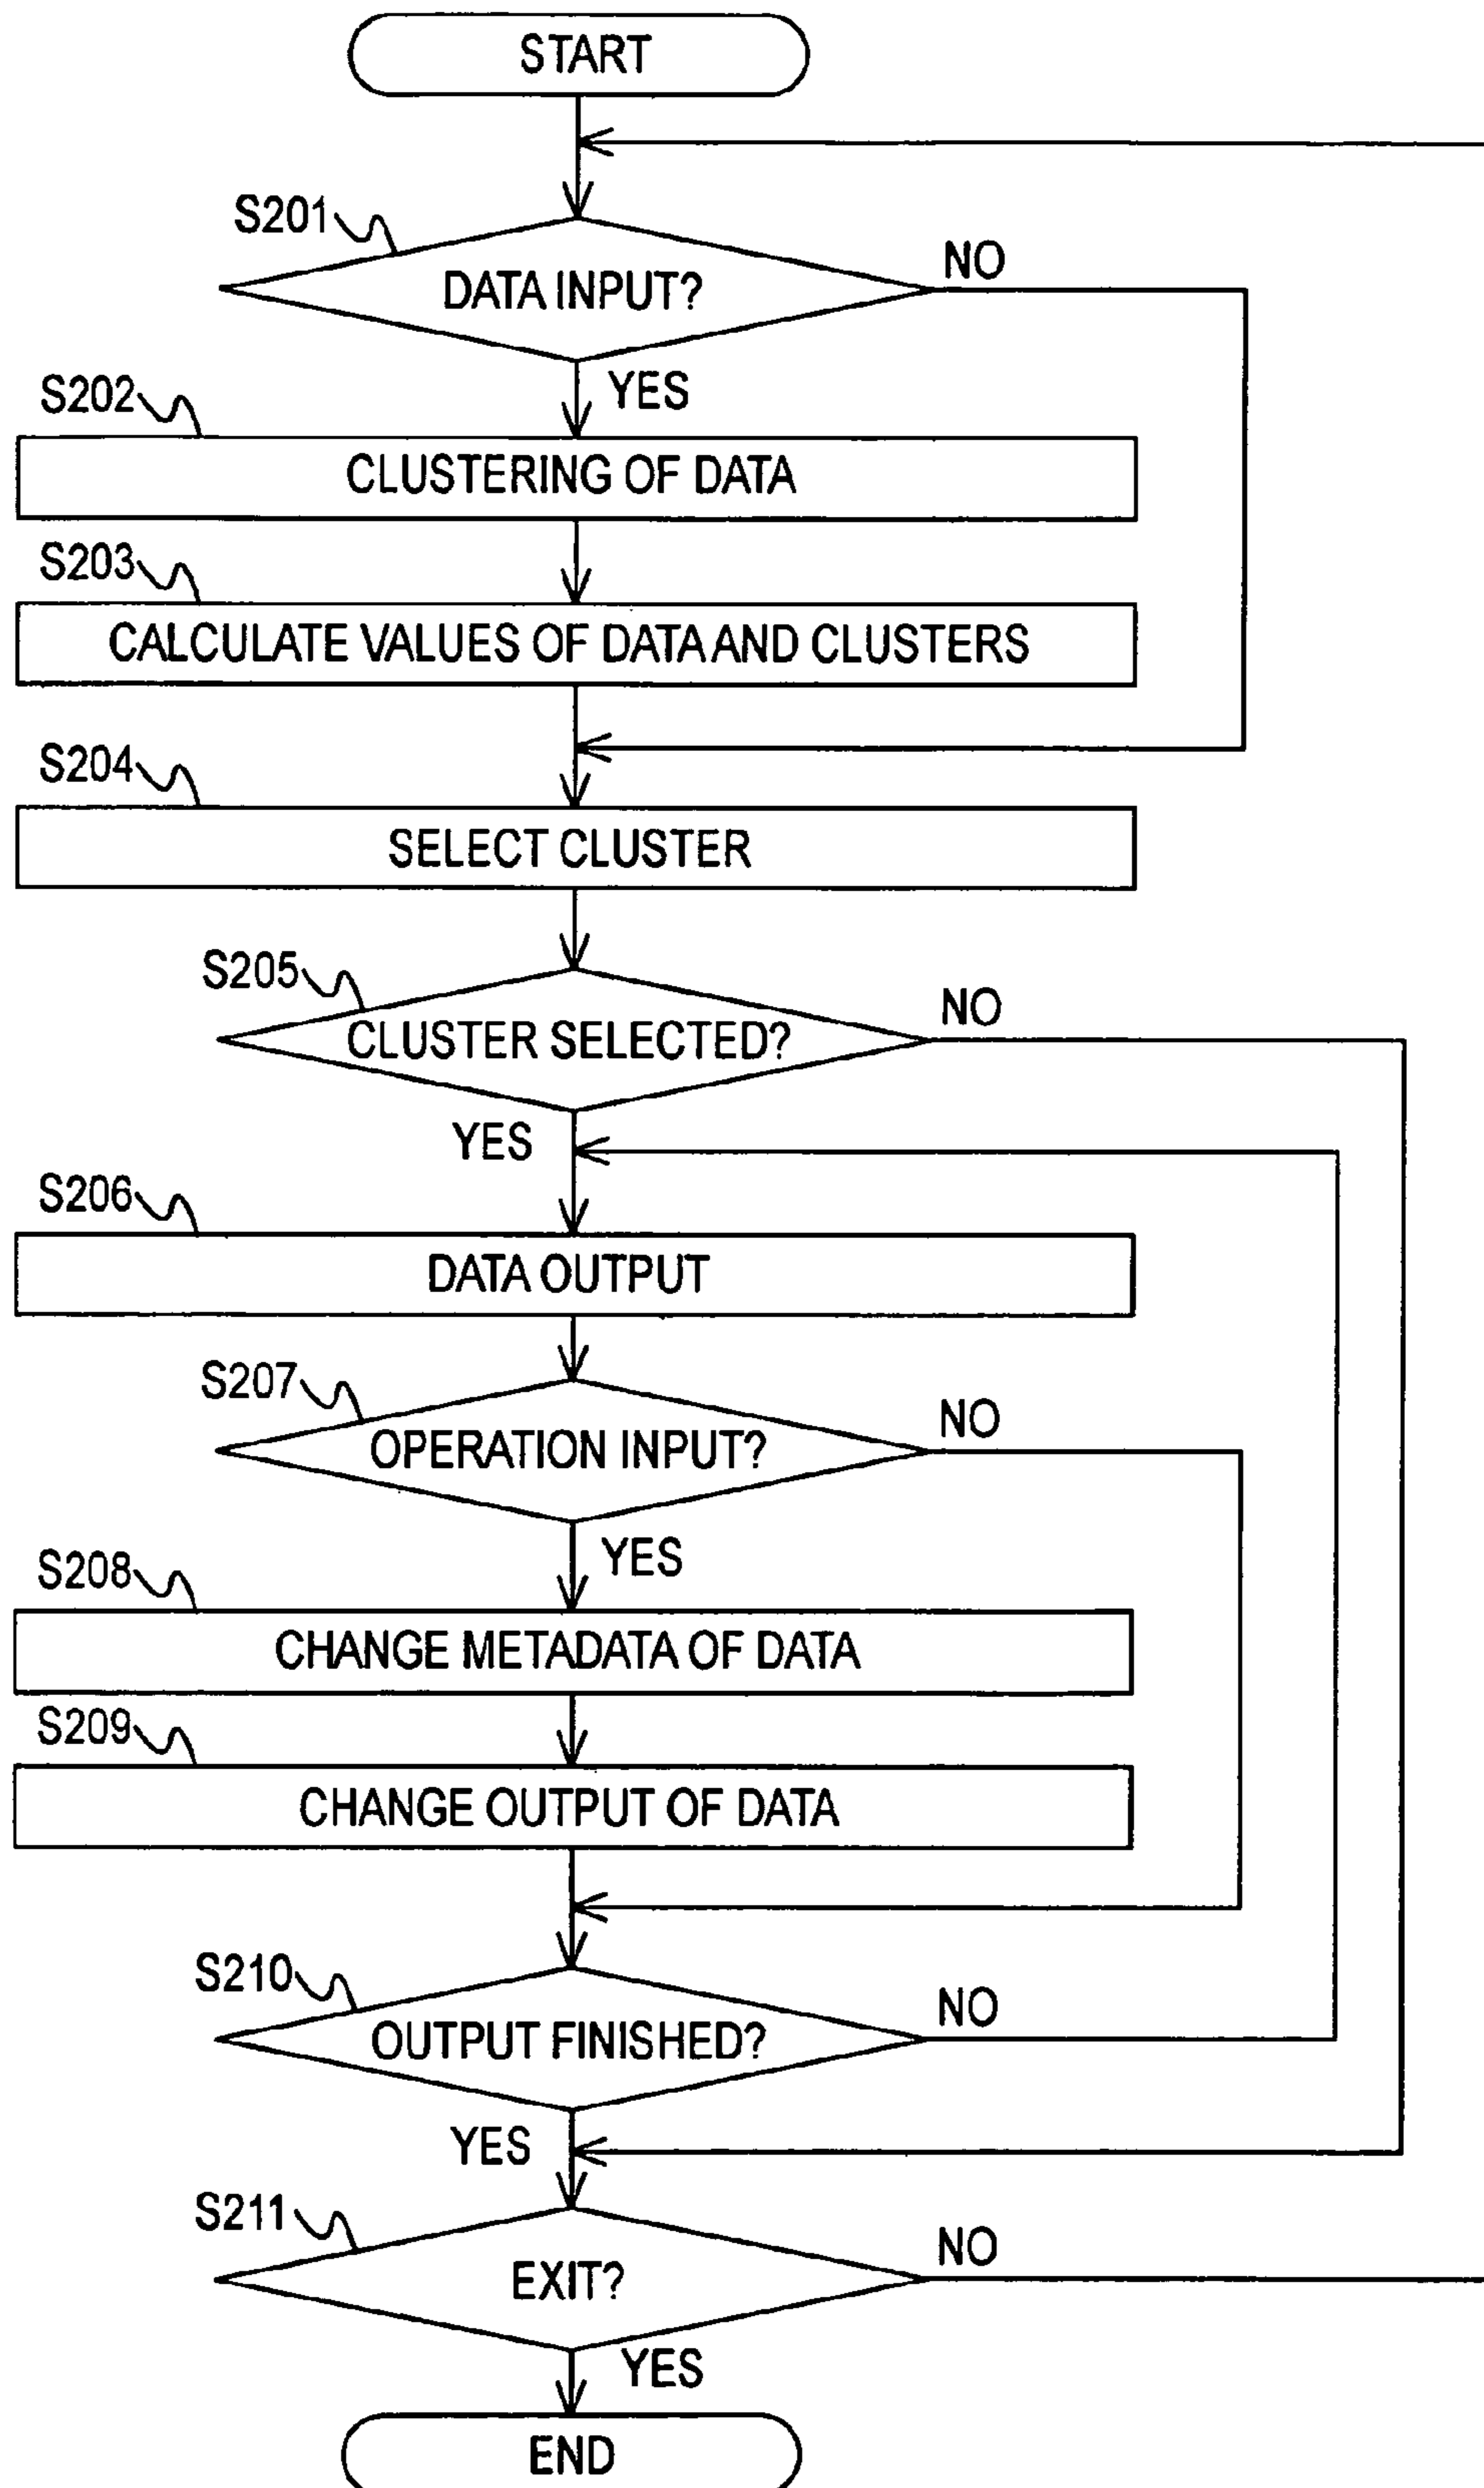 START
S201
DATA INPUT?
NO
YES
S202
CLUSTERING OF DATA
S203
CALCULATE VALUES OF DATA AND CLUSTERS
S204
SELECT CLUSTER
S205
CLUSTER SELECTED?
NO
YES
S206
DATA OUTPUT
S207
OPERATION INPUT?
NO
YES
S208
CHANGE METADATA OF DATA
S209
CHANGE OUTPUT OF DATA
S210
OUTPUT FINISHED?
NO
YES
S211
EXIT?
NO
YES
END